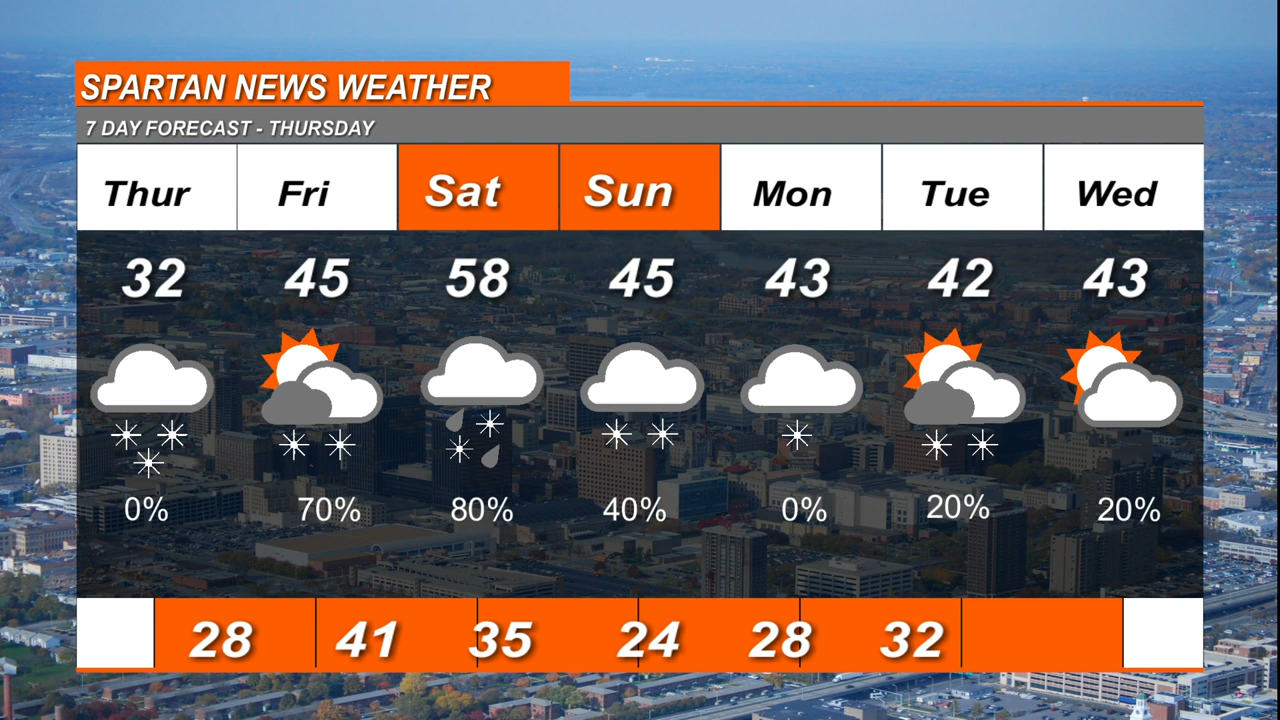 SPARTAN NEWS WEATHER
7 DAY FORECAST - THURSDAY
Thur Fri Sat Sun Mon Tue Wed
32 45 58 45 43 42 43
0% 70% 80% 40% 0% 20% 20%
28 41 35 24 28 32